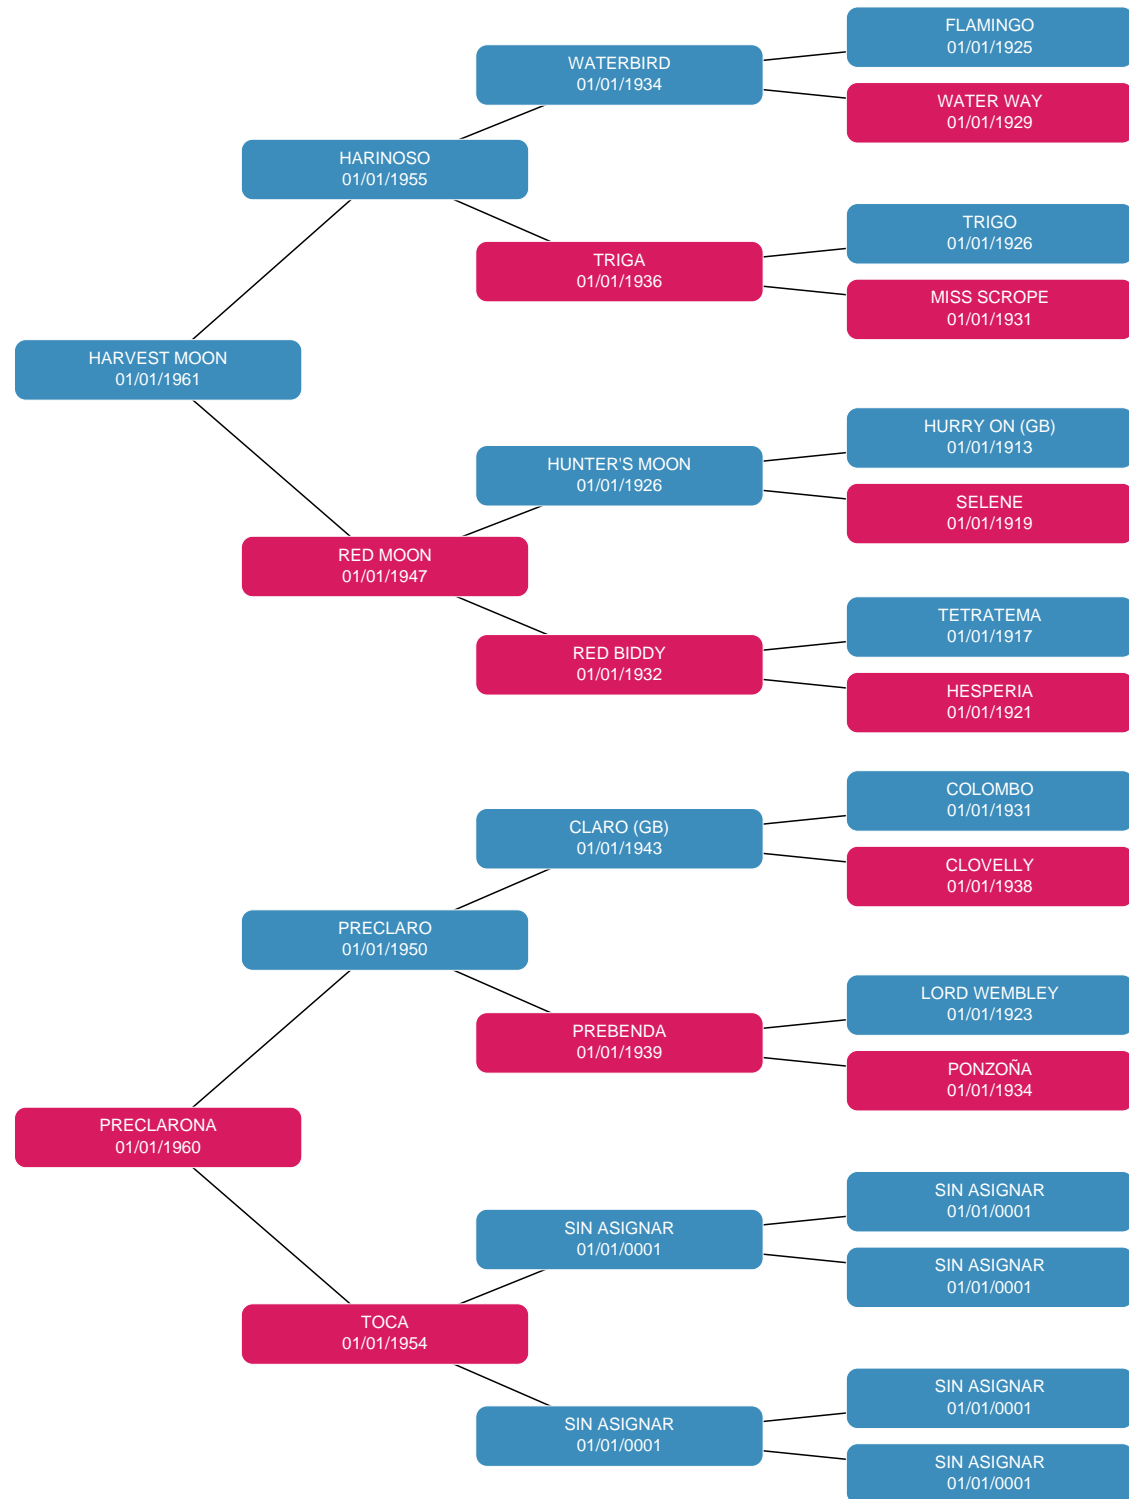 FLAMINGO
01/01/1925
WATERBIRD
01/01/1934
WATER WAY
01/01/1929
HARINOSO
01/01/1955
TRIGO
01/01/1926
TRIGA
01/01/1936
MISS SCROPE
01/01/1931
HARVEST MOON
01/01/1961
HURRY ON (GB)
01/01/1913
HUNTER'S MOON
01/01/1926
SELENE
01/01/1919
RED MOON
01/01/1947
TETRATEMA
01/01/1917
RED BIDDY
01/01/1932
HESPERIA
01/01/1921
COLOMBO
01/01/1931
CLARO (GB)
01/01/1943
CLOVELLY
01/01/1938
PRECLARO
01/01/1950
LORD WEMBLEY
01/01/1923
PREBENDA
01/01/1939
PONZOÑA
01/01/1934
PRECLARONA
01/01/1960
SIN ASIGNAR
01/01/0001
SIN ASIGNAR
01/01/0001
SIN ASIGNAR
01/01/0001
TOCA
01/01/1954
SIN ASIGNAR
01/01/0001
SIN ASIGNAR
01/01/0001
SIN ASIGNAR
01/01/0001